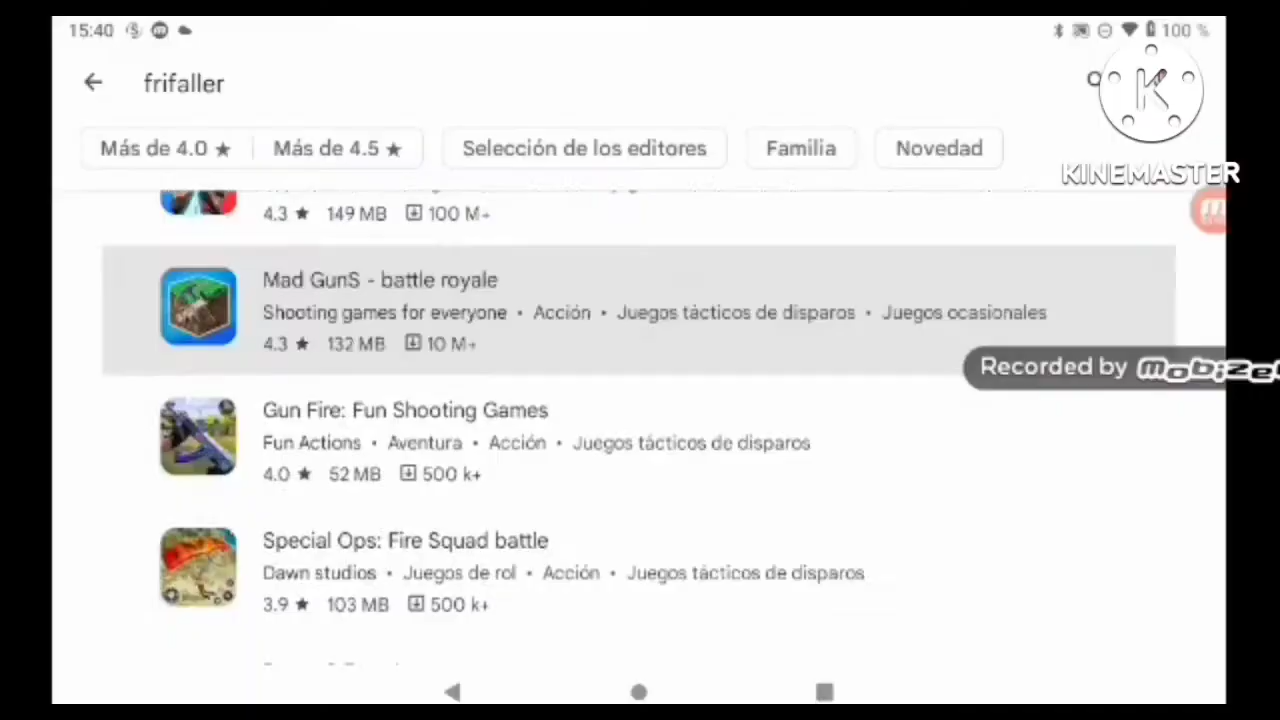 15:40
100 %
frifaller
KINEMASTER
Más de 4.0 ★
Más de 4.5 ★
Selección de los editores
Familia
Novedad
4.3 ★ 149 MB 100 M+
Mad GunS - battle royale
Shooting games for everyone • Acción • Juegos tácticos de disparos • Juegos ocasionales
4.3 ★ 132 MB 10 M+
Recorded by
Gun Fire: Fun Shooting Games
Fun Actions • Aventura • Acción • Juegos tácticos de disparos
4.0 ★ 52 MB 500 k+
Special Ops: Fire Squad battle
Dawn studios • Juegos de rol • Acción • Juegos tácticos de disparos
3.9 ★ 103 MB 500 k+